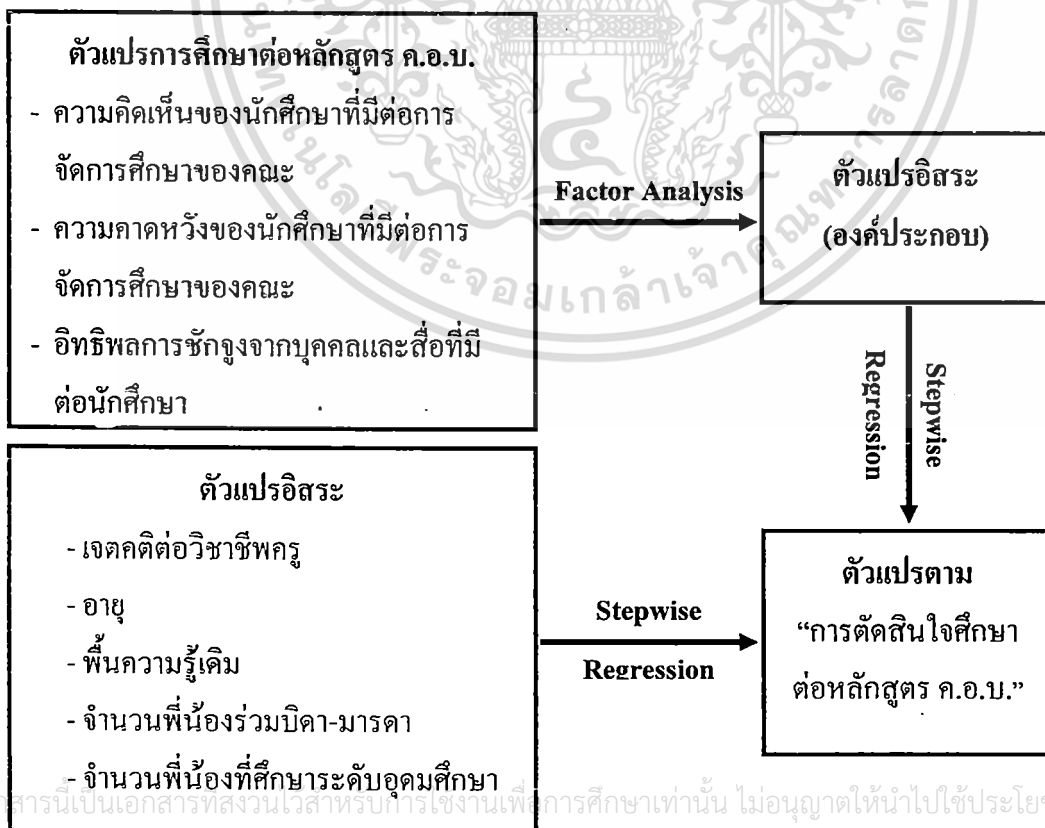 ตัวแปรการศึกษาต่อหลักสูตร ค.อ.บ.
- ความคิดเห็นของนักศึกษาที่มีต่อการ
จัดการศึกษาของคณะ
- ความคาดหวังของนักศึกษาที่มีต่อการ
จัดการศึกษาของคณะ
- อิทธิพลการชักจูงจากบุคคลและสื่อที่มี
ต่อนักศึกษา
Factor Analysis
ตัวแปรอิสระ
(องค์ประกอบ)
Stepwise
Regression
ตัวแปรอิสระ
- เจตคติต่อวิชาชีพครู
- อายุ
- พื้นความรู้เดิม
- จำนวนพี่น้องร่วมบิดา-มารดา
- จำนวนพี่น้องที่ศึกษาระดับอุดมศึกษา
Stepwise
Regression
ตัวแปรตาม
“การตัดสินใจศึกษา
ต่อหลักสูตร ค.อ.บ.”
พระจอมเกล้าเจ้าคุณทหาร
สารนี้เป็นเอกสารที่สงวนไว้สำหรับการใช้งานเพื่อการศึกษาเท่านั้น ไม่อนุญาตให้นำไปใช้ประโย